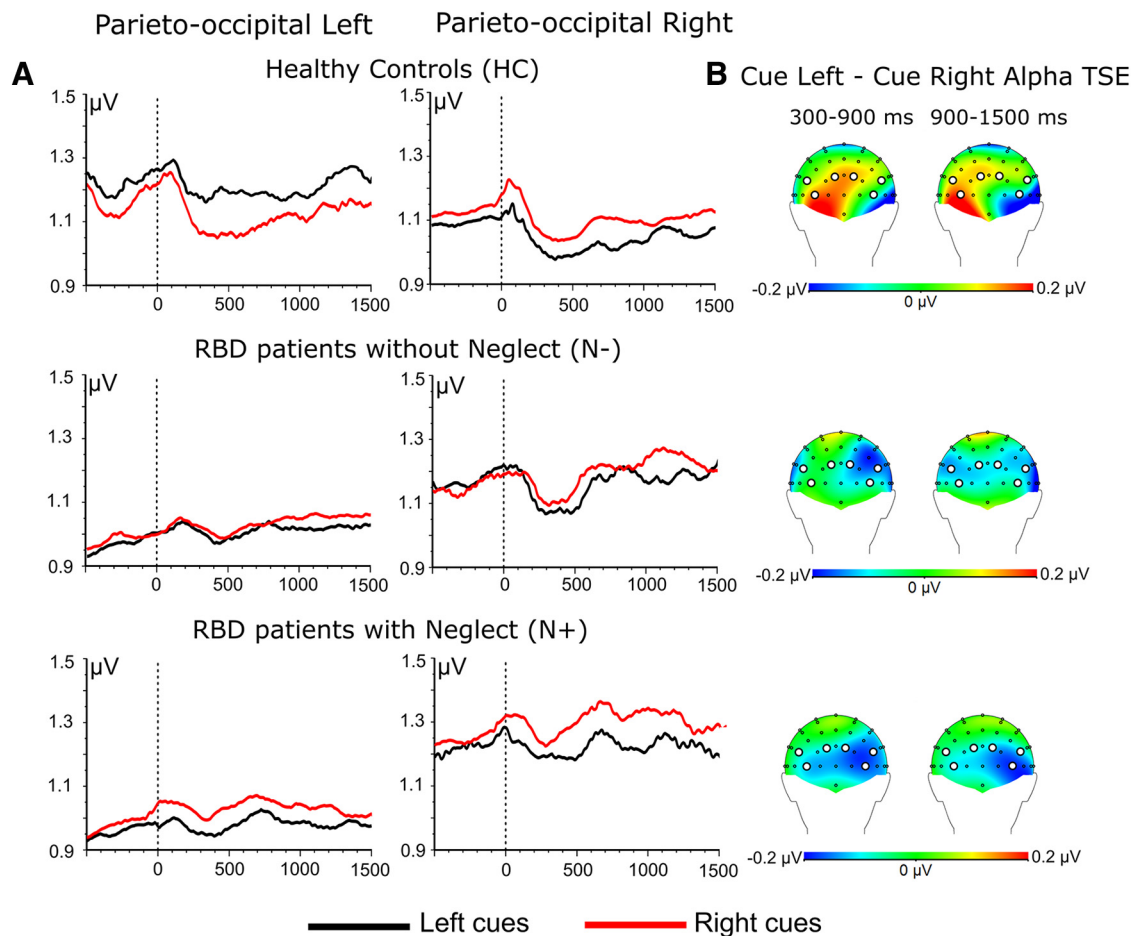 Parieto-occipital Left Parieto-occipital Right
A Healthy Controls (HC) B Cue Left - Cue Right Alpha TSE
300-900 ms 900-1500 ms
µV µV
1.5 1.5
1.3 1.3
1.1 1.1
0.9 0.9
0 500 1000 1500 0 500 1000 1500
-0.2 µV 0 µV 0.2 µV
RBD patients without Neglect (N-)
µV µV
1.5 1.5
1.3 1.3
1.1 1.1
0.9 0.9
0 500 1000 1500 0 500 1000 1500
-0.2 µV 0 µV 0.2 µV
RBD patients with Neglect (N+)
µV µV
1.5 1.5
1.3 1.3
1.1 1.1
0.9 0.9
0 500 1000 1500 0 500 1000 1500
-0.2 µV 0 µV 0.2 µV
Left cues Right cues